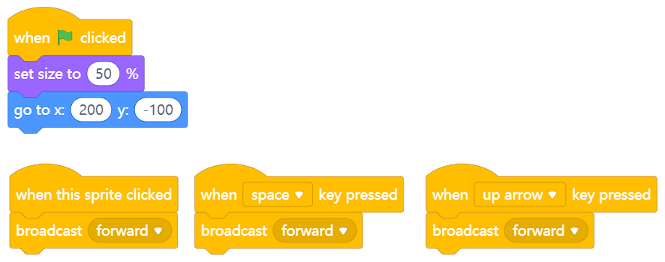 when clicked
set size to 50 %
go to x: 200 y: -100
when this sprite clicked
broadcast forward
when space key pressed
broadcast forward
when up arrow key pressed
broadcast forward